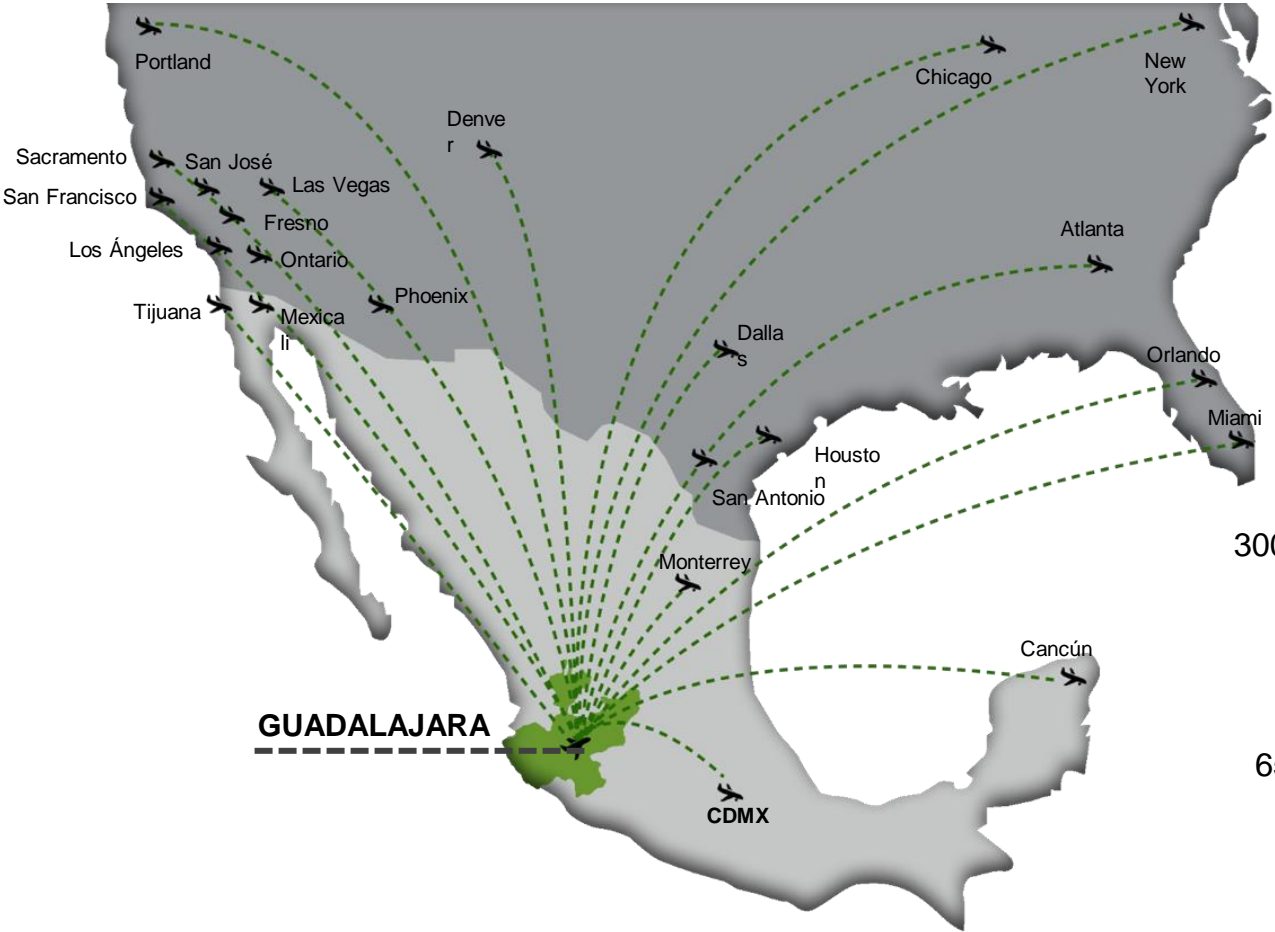 Portland
Chicago
New
York
Denve
r
Sacramento
San José
Las Vegas
San Francisco
Fresno
Atlanta
Los Ángeles
Ontario
Phoenix
Tijuana
Mexica
li
Dalla
s
Orlando
Miami
Housto
n
San Antonio
300
Monterrey
Cancún
GUADALAJARA
CDMX